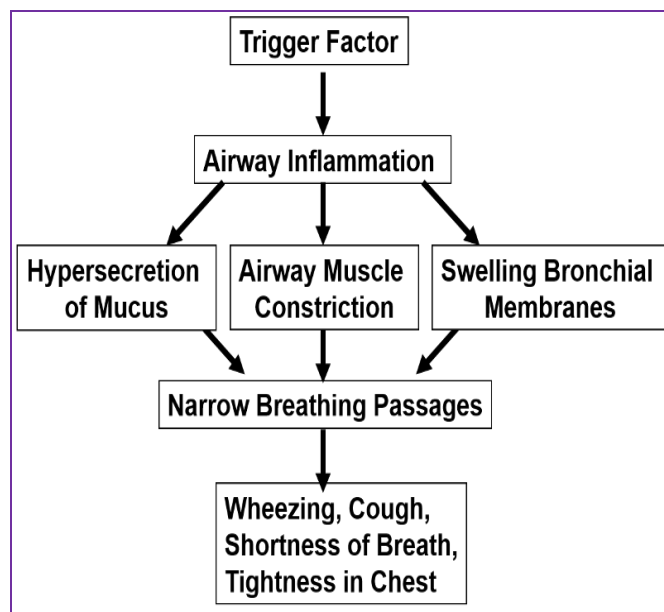 Trigger Factor
Airway Inflammation
Hypersecretion
of Mucus
Airway Muscle
Constriction
Swelling Bronchial
Membranes
Narrow Breathing Passages
Wheezing, Cough,
Shortness of Breath,
Tightness in Chest